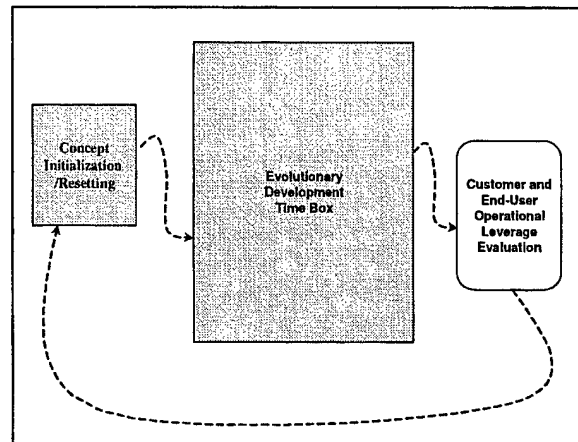 Concept
Initialization
/Resetting
Evolutionary
Development
Time Box
Customer and
End-User
Operational
Leverage
Evaluation